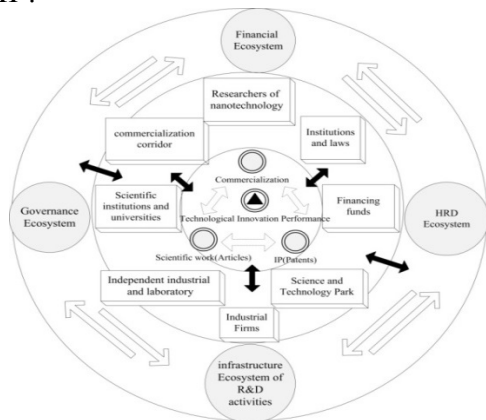 Financial
Ecosystem
Researchers of
nanotechnology
commercialization
corridor
Institutions
and laws
Commercialization
Governance
Ecosystem
Scientific
institutions and
universities
Technological Innovation Performance
Financing
funds
HRD
Ecosystem
Scientific work(Articles)
IP(Patents)
Independent industrial
and laboratory
Science and
Technology Park
Industrial
Firms
infrastructure
Ecosystem of
R&D
activities